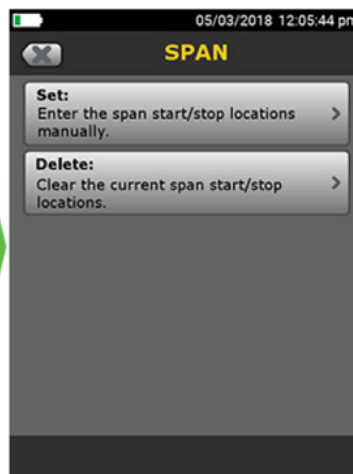 05/03/2018 12:05:44 pm
SPAN
Set:
Enter the span start/stop locations
manually.
Delete:
Clear the current span start/stop
locations.